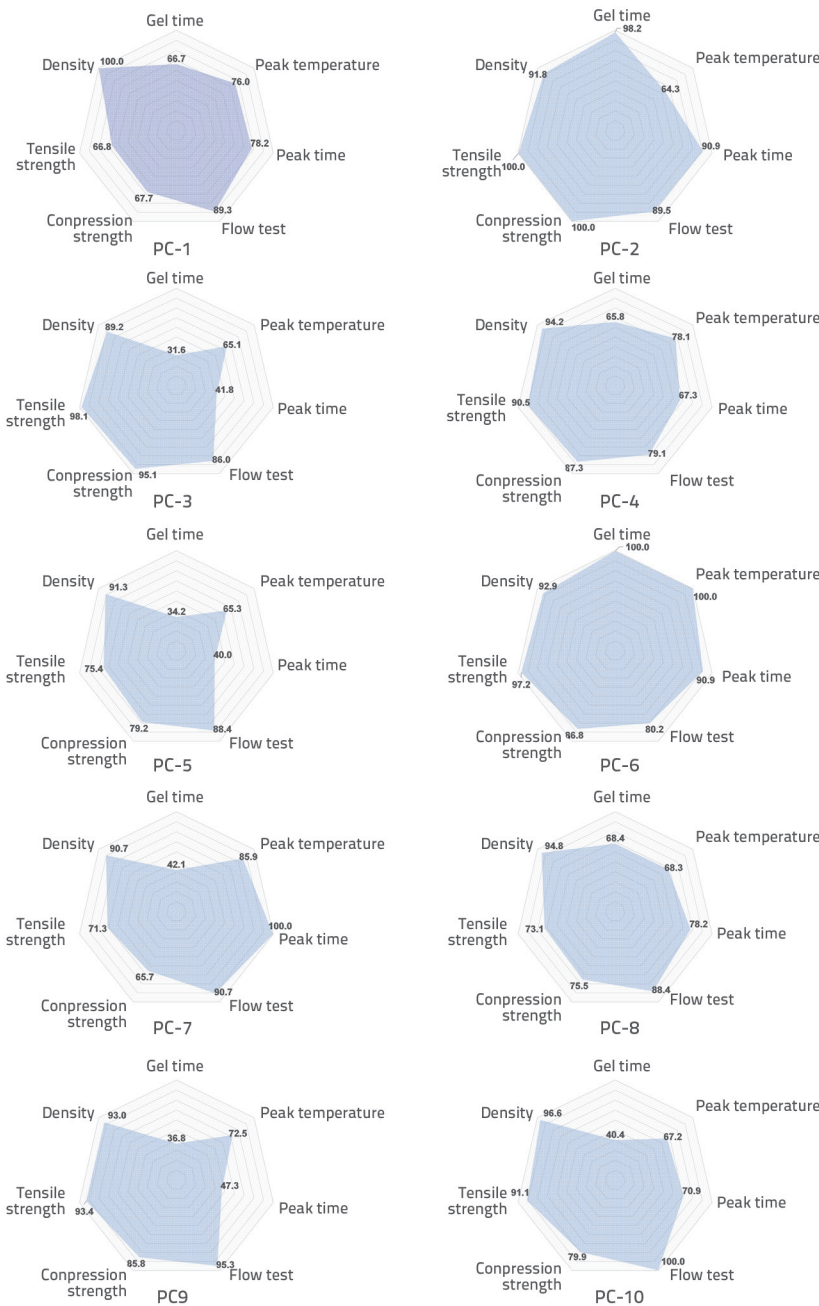 Gel time
66.7
Density
100.0
76.0
Peak temperature
Tensile
strength
66.8
78.2
Peak time
67.7
Conpression
strength
89.3
Flow test
PC-1
Gel time
98.2
Density
91.8
64.3
Peak temperature
Tensile
strength
100.0
90.9
Peak time
Conpression
strength
100.0
89.5
Flow test
PC-2
Gel time
31.6
Density
89.2
65.1
Peak temperature
Tensile
strength
98.1
41.8
Peak time
Conpression
strength
95.1
86.0
Flow test
PC-3
Gel time
65.8
Density
94.2
78.1
Peak temperature
Tensile
strength
90.5
67.3
Peak time
Conpression
strength
87.3
79.1
Flow test
PC-4
Gel time
34.2
Density
91.3
65.3
Peak temperature
Tensile
strength
75.4
40.0
Peak time
Conpression
strength
79.2
88.4
Flow test
PC-5
Gel time
100.0
Density
92.9
Peak temperature
100.0
Tensile
strength
97.2
90.9
Peak time
Conpression
strength
86.8
80.2
Flow test
PC-6
Gel time
42.1
Density
90.7
85.9
Peak temperature
Tensile
strength
71.3
100.0
Peak time
Conpression
strength
65.7
90.7
Flow test
PC-7
Gel time
68.4
Density
94.8
68.3
Peak temperature
Tensile
strength
73.1
78.2
Peak time
Conpression
strength
75.5
88.4
Flow test
PC-8
Gel time
36.8
Density
93.0
72.5
Peak temperature
Tensile
strength
93.4
47.3
Peak time
Conpression
strength
85.8
95.3
Flow test
PC9
Gel time
40.4
Density
96.6
67.2
Peak temperature
Tensile
strength
91.1
70.9
Peak time
Conpression
strength
79.9
100.0
Flow test
PC-10